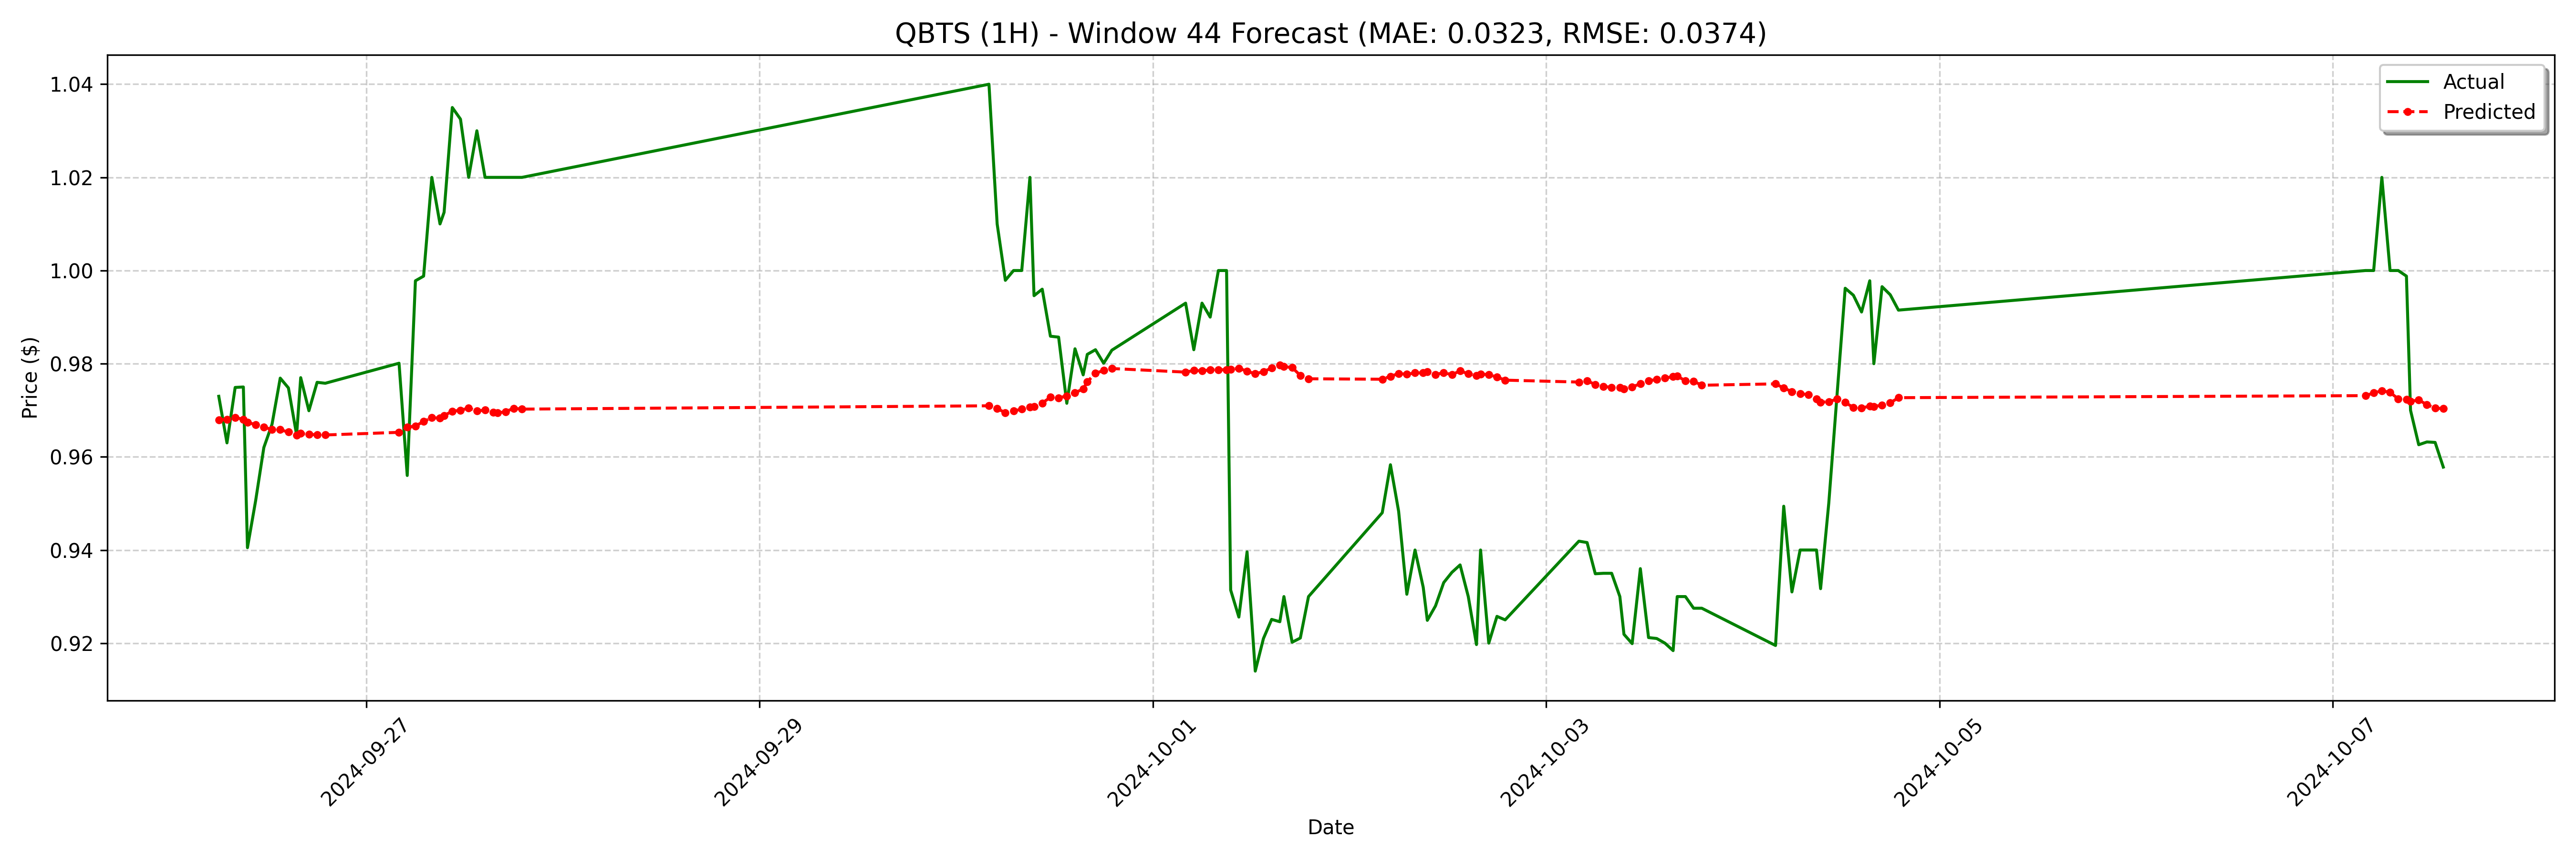 QBTS (1H) - Window 44 Forecast (MAE: 0.0323, RMSE: 0.0374)
Actual
Predicted
Price ($)
1.04
1.02
1.00
0.98
0.96
0.94
0.92
2024-09-27
2024-09-29
2024-10-01
2024-10-03
2024-10-05
2024-10-07
Date